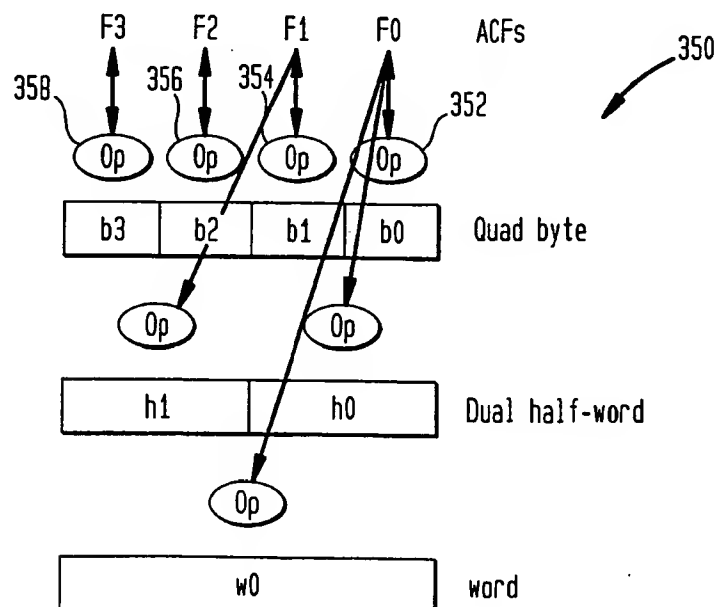 F3 F2 F1 F0 ACFs
350
358 356 354 352
Op Op Op Op
b3 b2 b1 b0 Quad byte
Op Op
h1 h0 Dual half-word
Op
w0 word